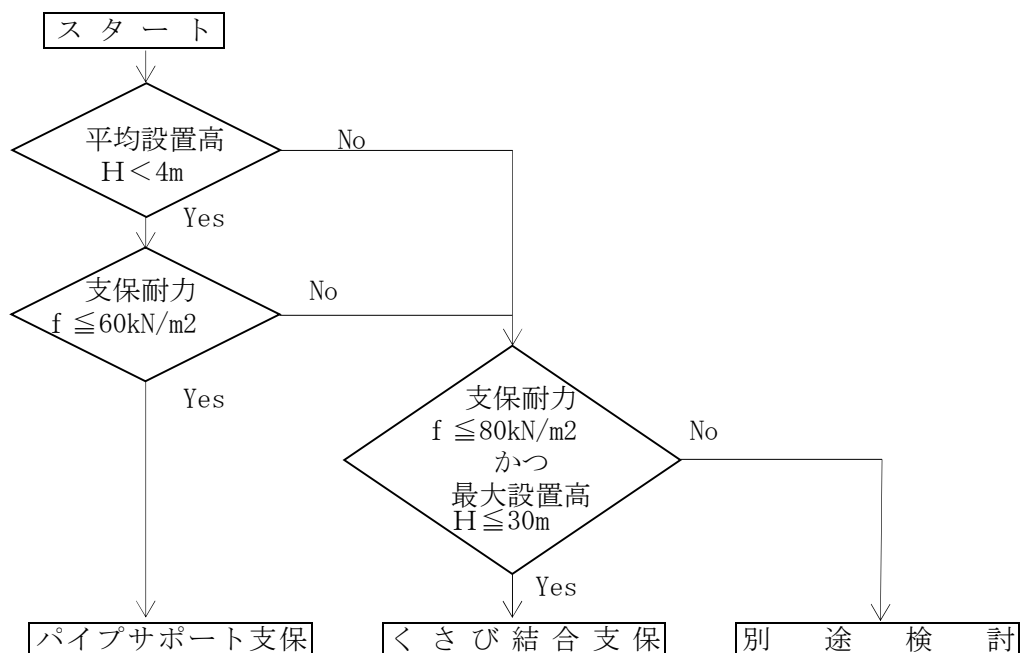 スタート
平均設置高
H＜4m
No
Yes
支保耐力
f ≦60kN/m2
No
Yes
支保耐力
f ≦80kN/m2
かつ
最大設置高
H≦30m
No
Yes
パイプサポート支保
くさび結合支保
別途検討